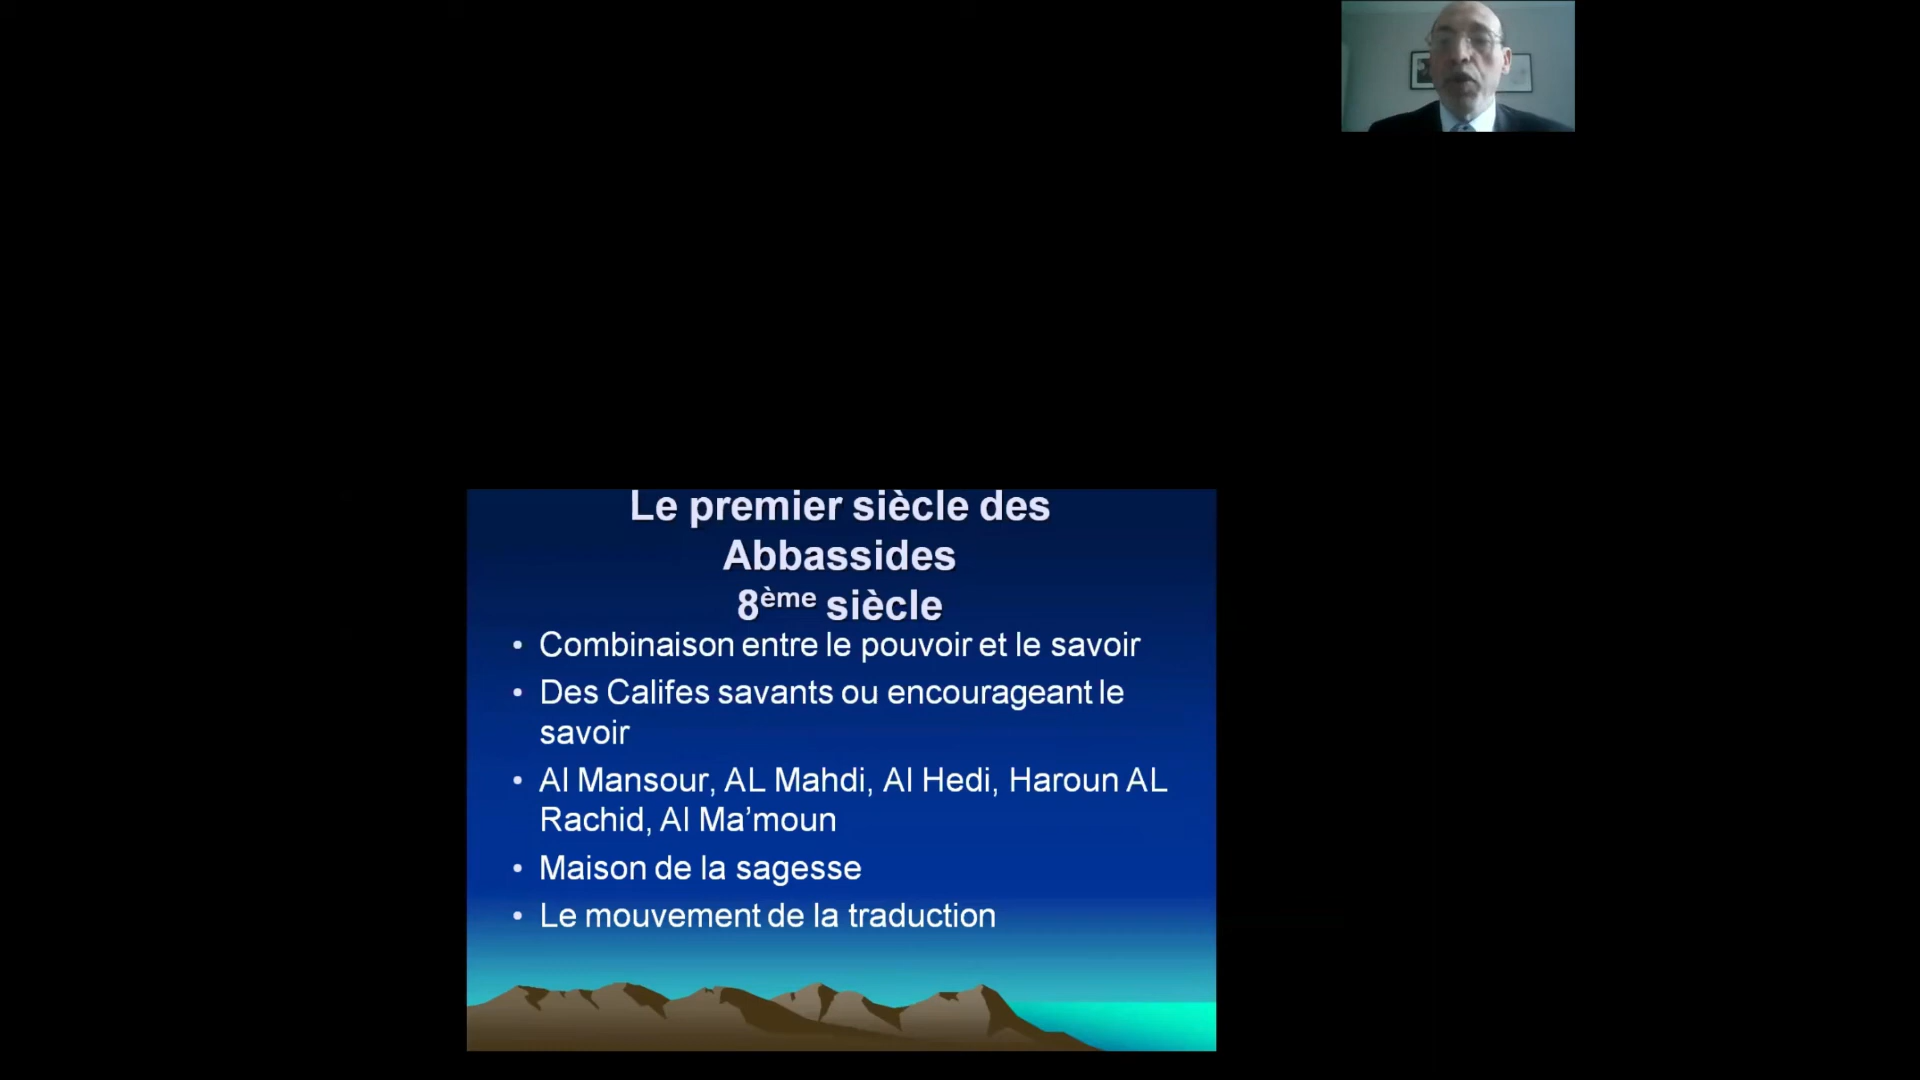 Le premier siècle des
Abbassides
8ème siècle
• Combinaison entre le pouvoir et le savoir
• Des Califes savants ou encourageant le
savoir
• Al Mansour, AL Mahdi, Al Hedi, Haroun AL
Rachid, Al Ma’moun
• Maison de la sagesse
• Le mouvement de la traduction